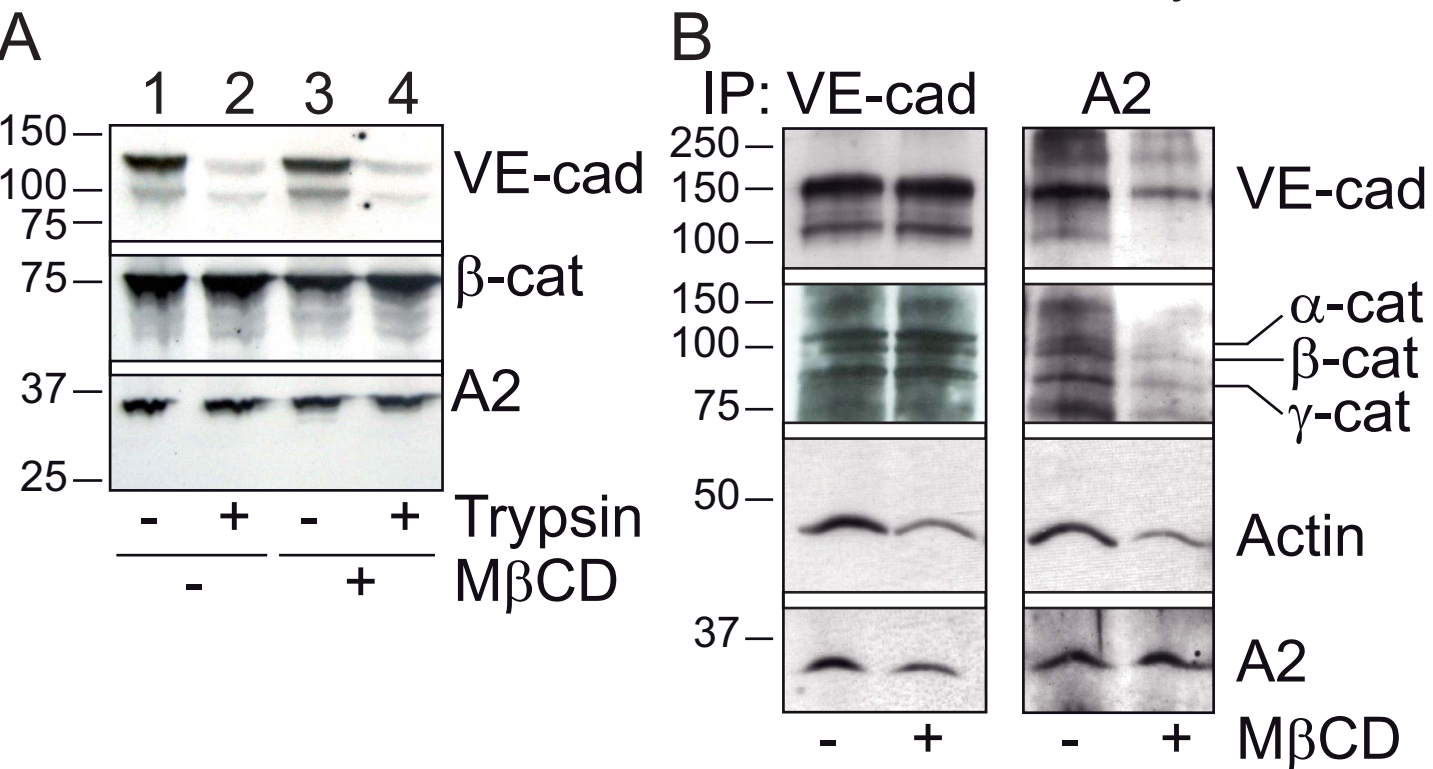 A
1 2 3 4
150
100
75
VE-cad
75
β-cat
37
25
A2
- + - + Trypsin
- + MβCD
B
IP: VE-cad A2
250
150
100
VE-cad
150
100
75
α-cat
β-cat
γ-cat
50
Actin
37
A2
- + - + MβCD